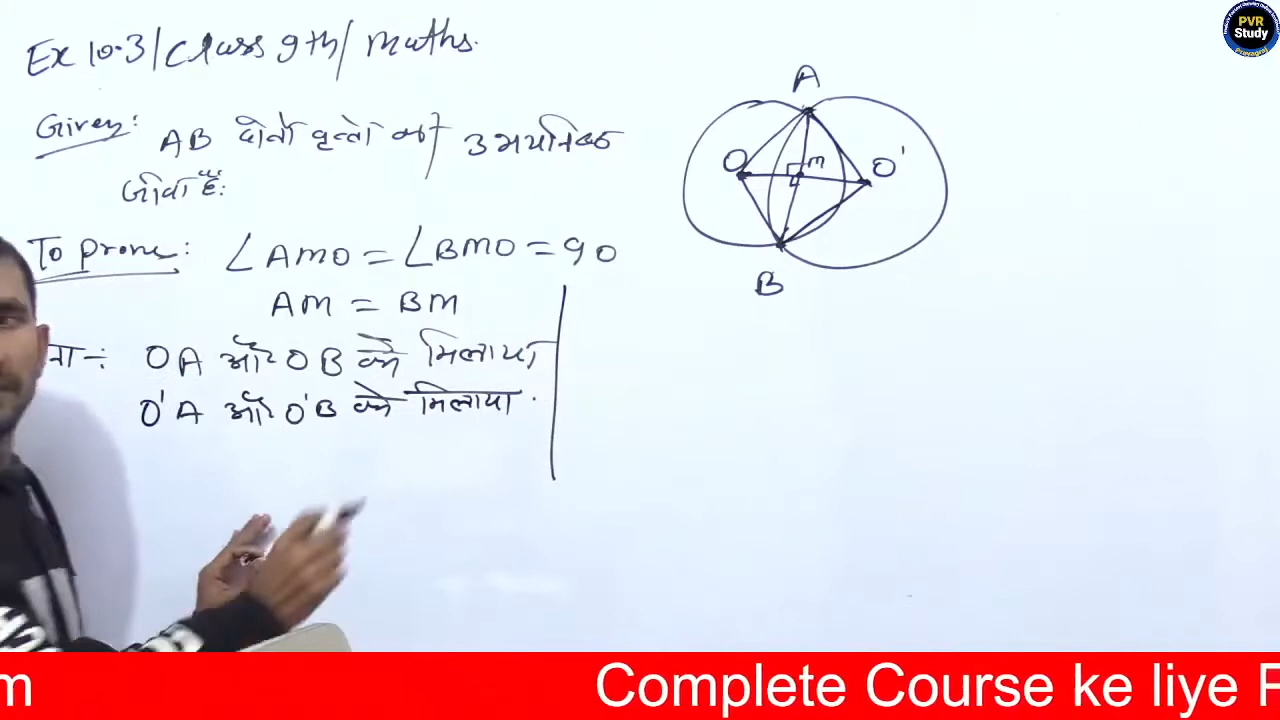 Ex 10.3/Class 9th/Maths.
Given: AB दोनो वृत्तो की उभयनिष्ठ
जीवा है:
To prove: ∠AMO = ∠BMO = 90
AM = BM
ना ÷ OA और OB को मिलाया
O'A और O'B को मिलाया.
A
O
m
O'
B
PVR
Study
Prayagraj
m Complete Course ke liye P